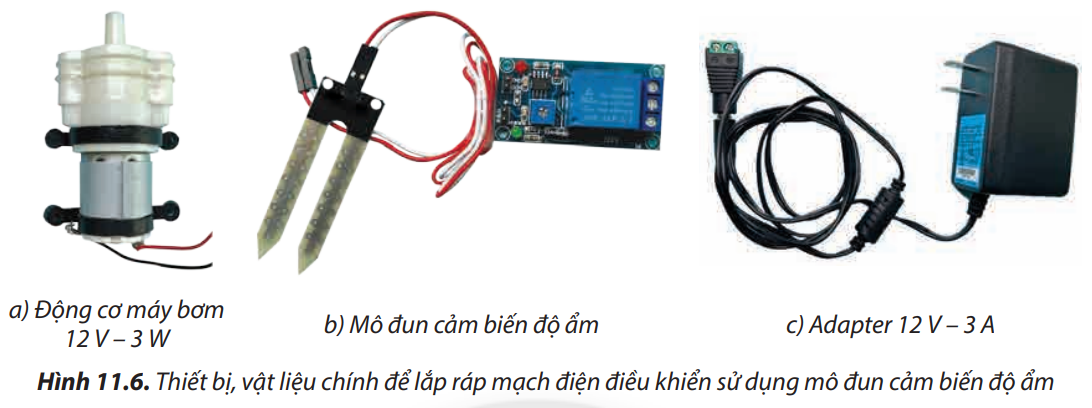 a) Động cơ máy bơm
12 V – 3 W
b) Mô đun cảm biến độ ẩm
c) Adapter 12 V – 3 A
Hình 11.6. Thiết bị, vật liệu chính để lắp ráp mạch điện điều khiển sử dụng mô đun cảm biến độ ẩm